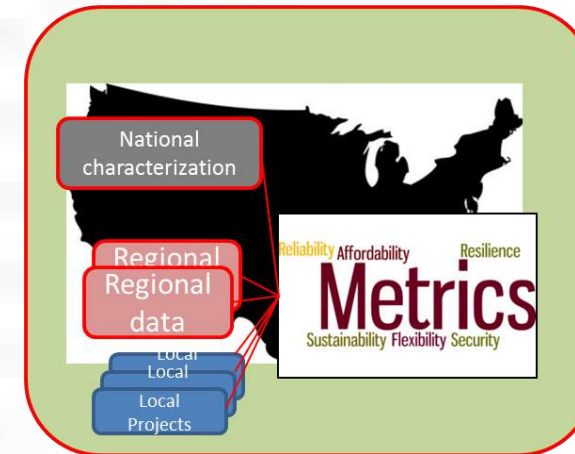 National
characterization
Regional
Regional
data
Local
Local
Local
Projects
Reliability Affordability Resilience
Metrics
Sustainability Flexibility Security